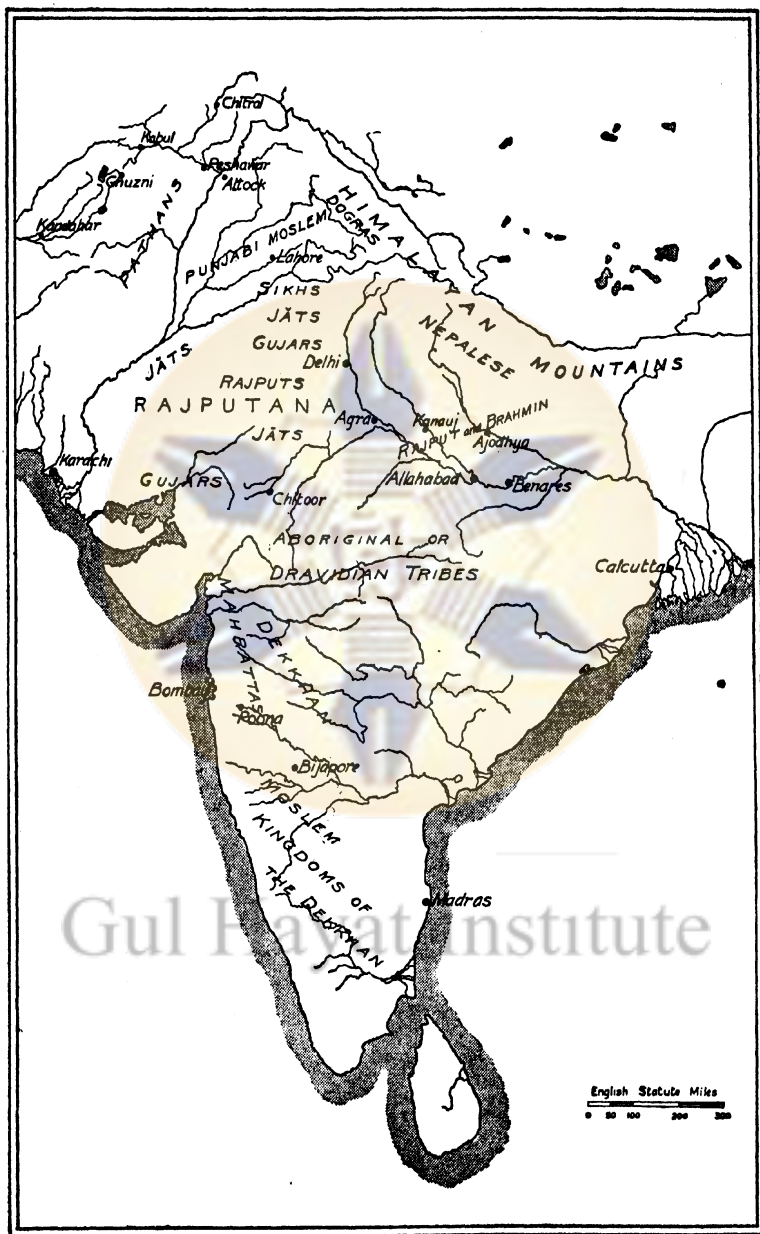 Chitral
Kabul
Peshawar
Attock
Ghuzni
Kandahar
PATHANS
HIMALAYAN MOUNTAINS
DOGRAS
PUNJABI MOSLEM
Lahore
SIKHS
JĀTS
GUJARS
NEPALESE
JĀTS
Delhi
RAJPUTS
RAJPUTANA
Agra
Kanauj
RAJPUT and BRAHMIN
Ajodhya
JĀTS
Karachi
GUJARS
Chitoor
Allahabad
Benares
ABORIGINAL OR
DRAVIDIAN TRIBES
Calcutta
MAHRATTAS
DEKKHAN
Bombay
Poona
Bijapore
MOSLEM
KINGDOMS OF
THE DEKKHAN
Madras
Gul Hayat Institute
English Statute Miles
0 50 100 200 300